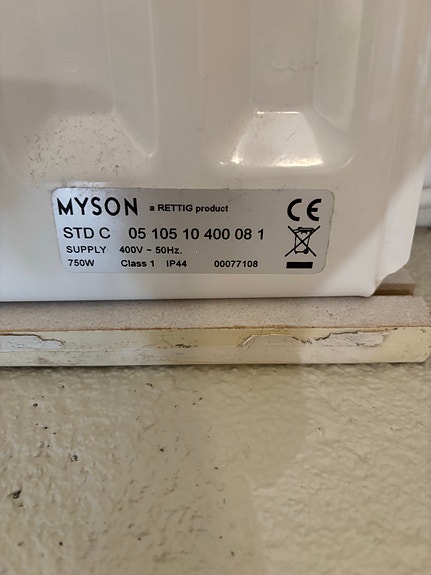 MYSON a RETTIG product CE
STD C 05 105 10 400 08 1
SUPPLY 400V ~ 50Hz.
750W Class 1 IP44 00077108